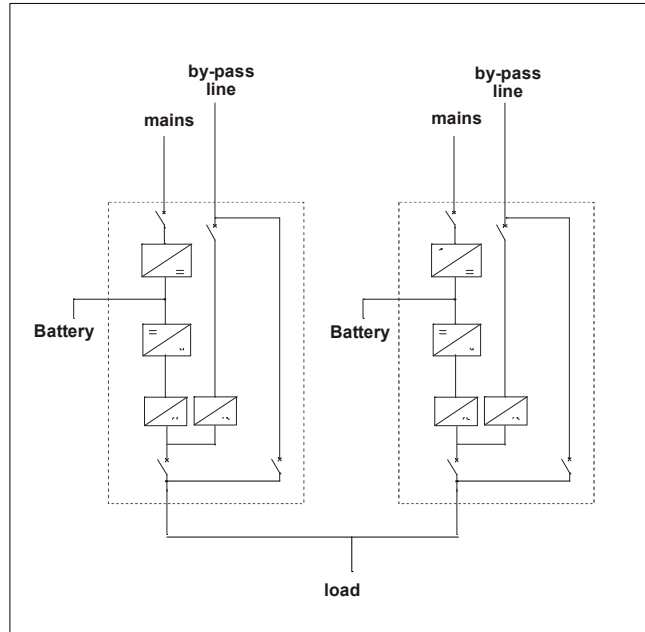 by-pass
line
mains
by-pass
line
mains
Battery
Battery
load